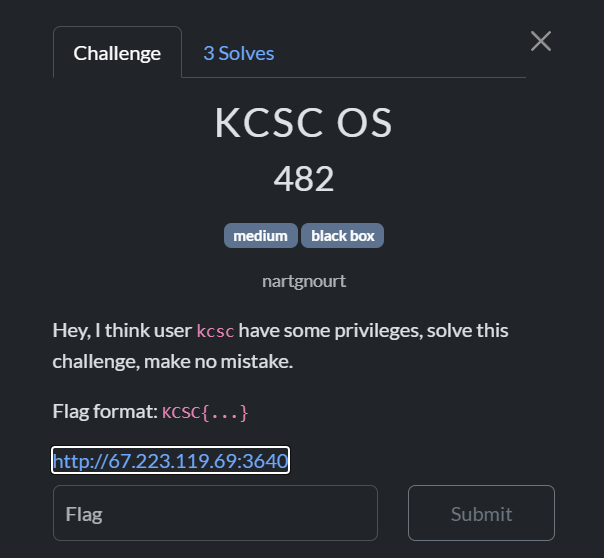 Challenge
3 Solves
KCSC OS
482
medium
black box
nartgnourt
Hey, I think user kcsc have some privileges, solve this
challenge, make no mistake.
Flag format: KCSC{...}
http://67.223.119.69:3640
Flag
Submit